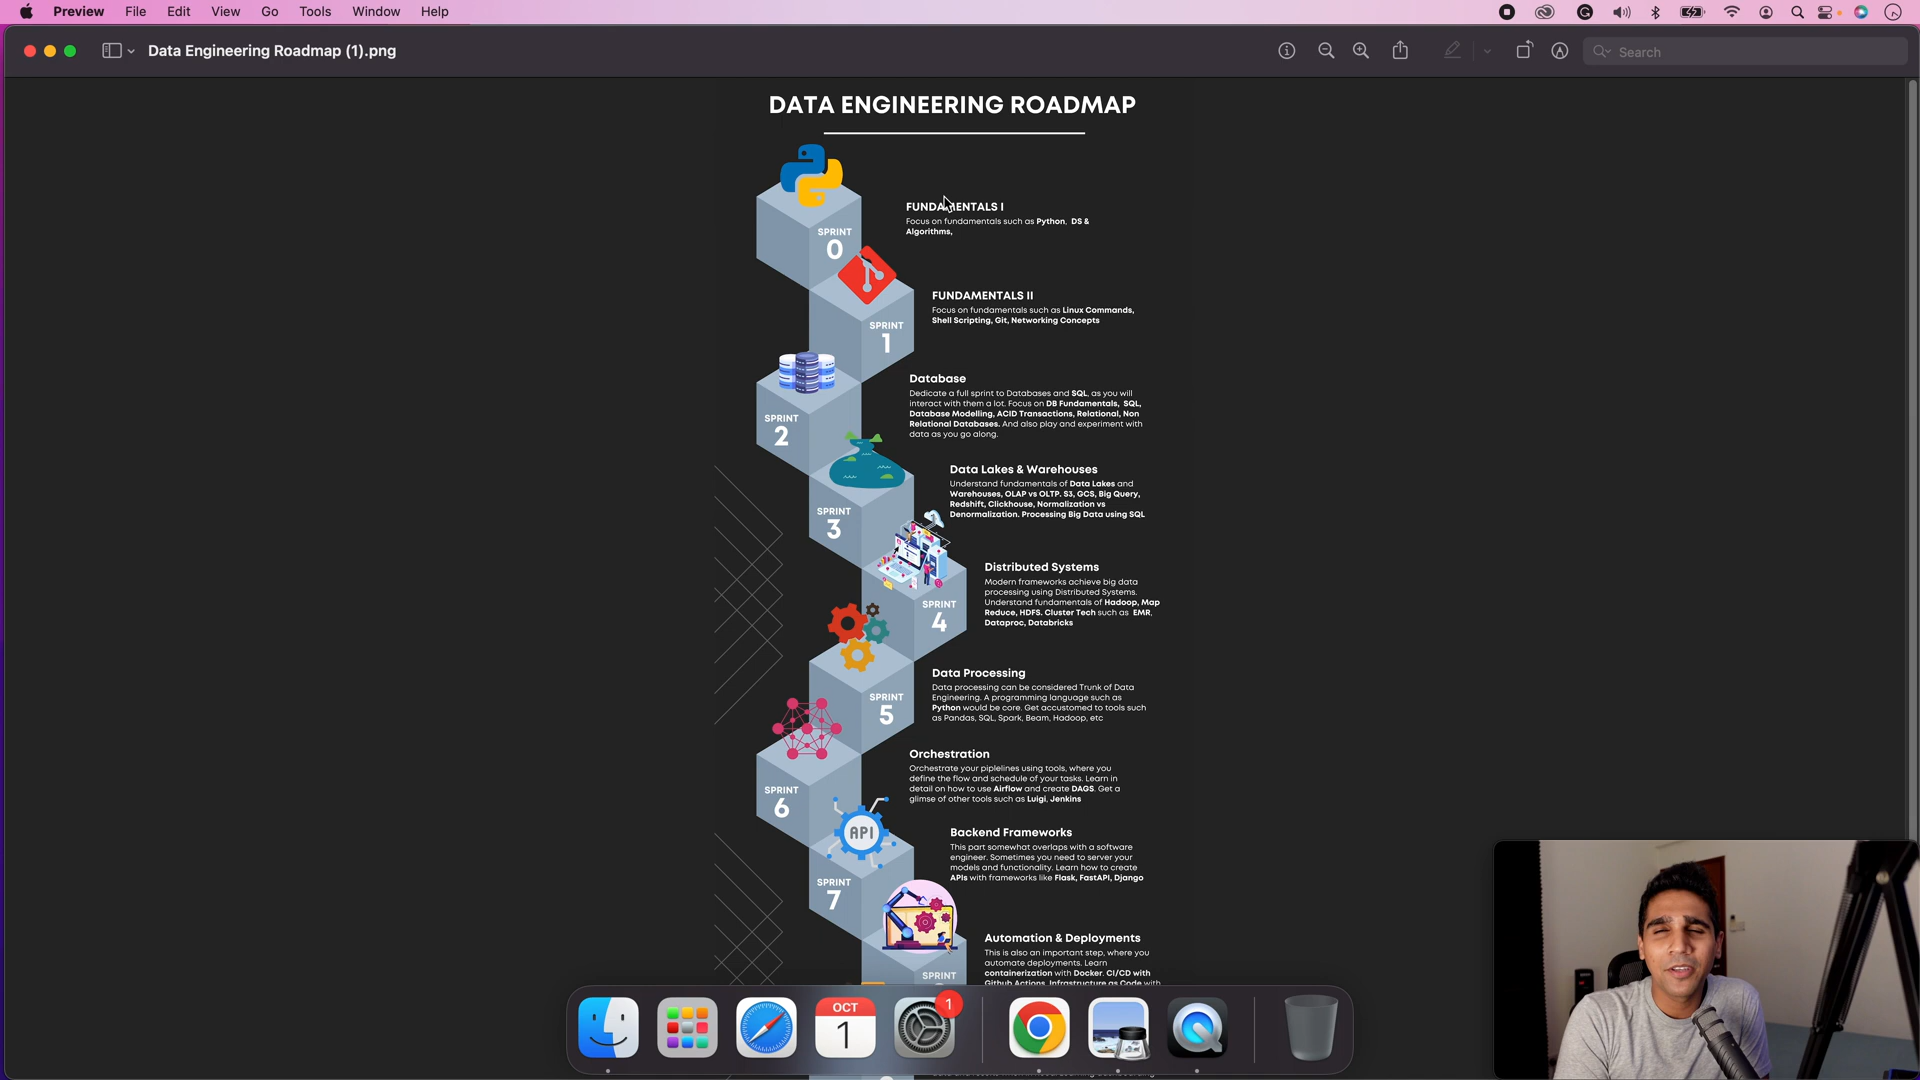 Preview File Edit View Go Tools Window Help
Data Engineering Roadmap (1).png
Search
DATA ENGINEERING ROADMAP
SPRINT
0
FUNDAMENTALS I
Focus on fundamentals such as Python, DS &
Algorithms,
SPRINT
1
FUNDAMENTALS II
Focus on fundamentals such as Linux Commands,
Shell Scripting, Git, Networking Concepts
SPRINT
2
Database
Dedicate a full sprint to Databases and SQL, as you will
interact with them a lot. Focus on DB Fundamentals, SQL,
Database Modelling, ACID Transactions, Relational, Non
Relational Databases. And also play and experiment with
data as you go along.
SPRINT
3
Data Lakes & Warehouses
Understand fundamentals of Data Lakes and
Warehouses, OLAP vs OLTP. S3, GCS, Big Query,
Redshift, Clickhouse, Normalization vs
Denormalization. Processing Big Data using SQL
SPRINT
4
Distributed Systems
Modern frameworks achieve big data
processing using Distributed Systems.
Understand fundamentals of Hadoop, Map
Reduce, HDFS. Cluster Tech such as EMR,
Dataproc, Databricks
SPRINT
5
Data Processing
Data processing can be considered Trunk of Data
Engineering. A programming language such as
Python would be core. Get accustomed to tools such
as Pandas, SQL, Spark, Beam, Hadoop, etc
SPRINT
6
Orchestration
Orchestrate your piplelines using tools, where you
define the flow and schedule of your tasks. Learn in
detail on how to use Airflow and create DAGS. Get a
glimse of other tools such as Luigi, Jenkins
API
SPRINT
7
Backend Frameworks
This part somewhat overlaps with a software
engineer. Sometimes you need to server your
models and functionality. Learn how to create
APIs with frameworks like Flask, FastAPI, Django
SPRINT
Automation & Deployments
This is also an important step, where you
automate deployments. Learn
containerization with Docker. CI/CD with
Github Actions, Infrastructure as Code with
OCT
1
1